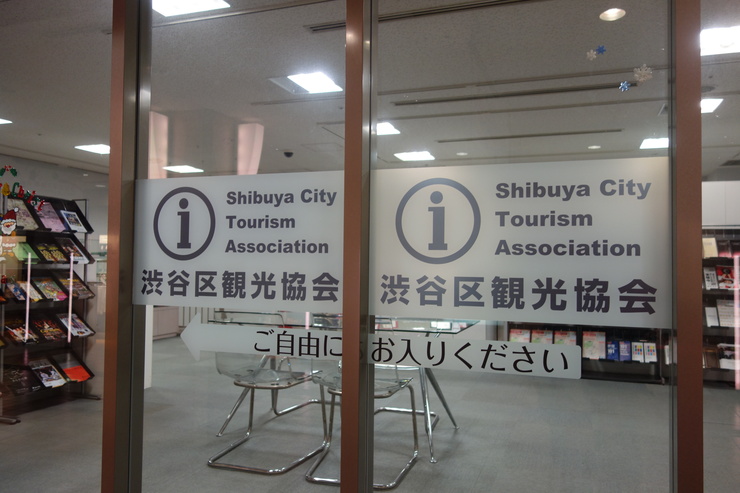 i
Shibuya City
Tourism
Association
渋谷区観光協会
i
Shibuya City
Tourism
Association
渋谷区観光協会
ご自由にお入りください